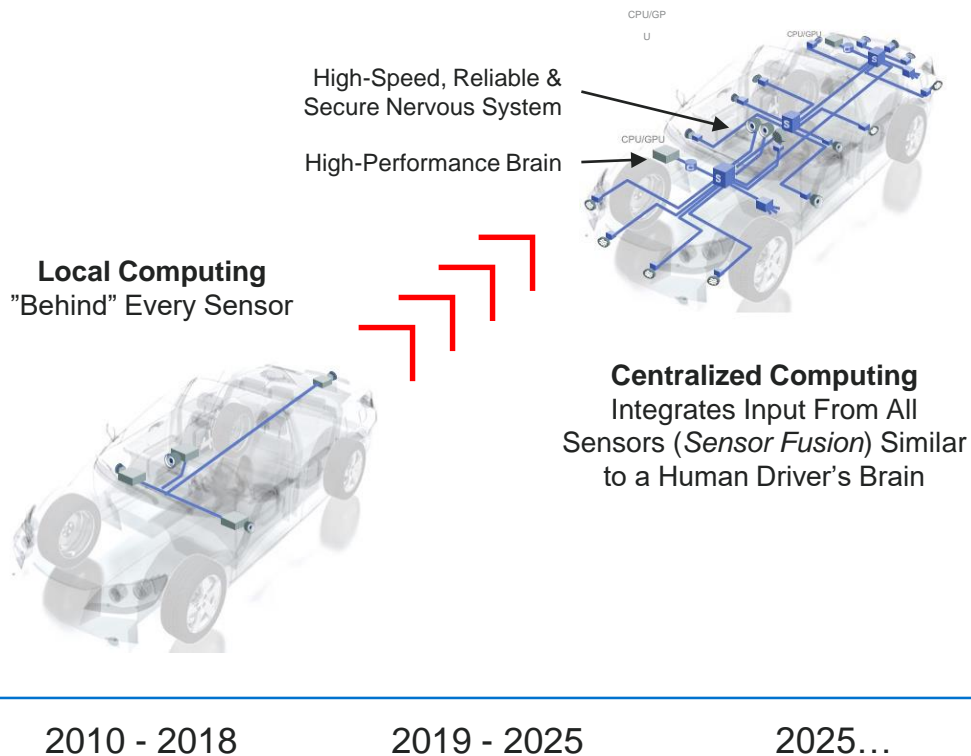 CPU/GP
U
CPU/GPU
High-Speed, Reliable &
Secure Nervous System
CPU/GPU
High-Performance Brain
S
S
S
Local Computing
”Behind” Every Sensor
Centralized Computing
Integrates Input From All
Sensors (Sensor Fusion) Similar
to a Human Driver’s Brain
2010 - 2018
2019 - 2025
2025…